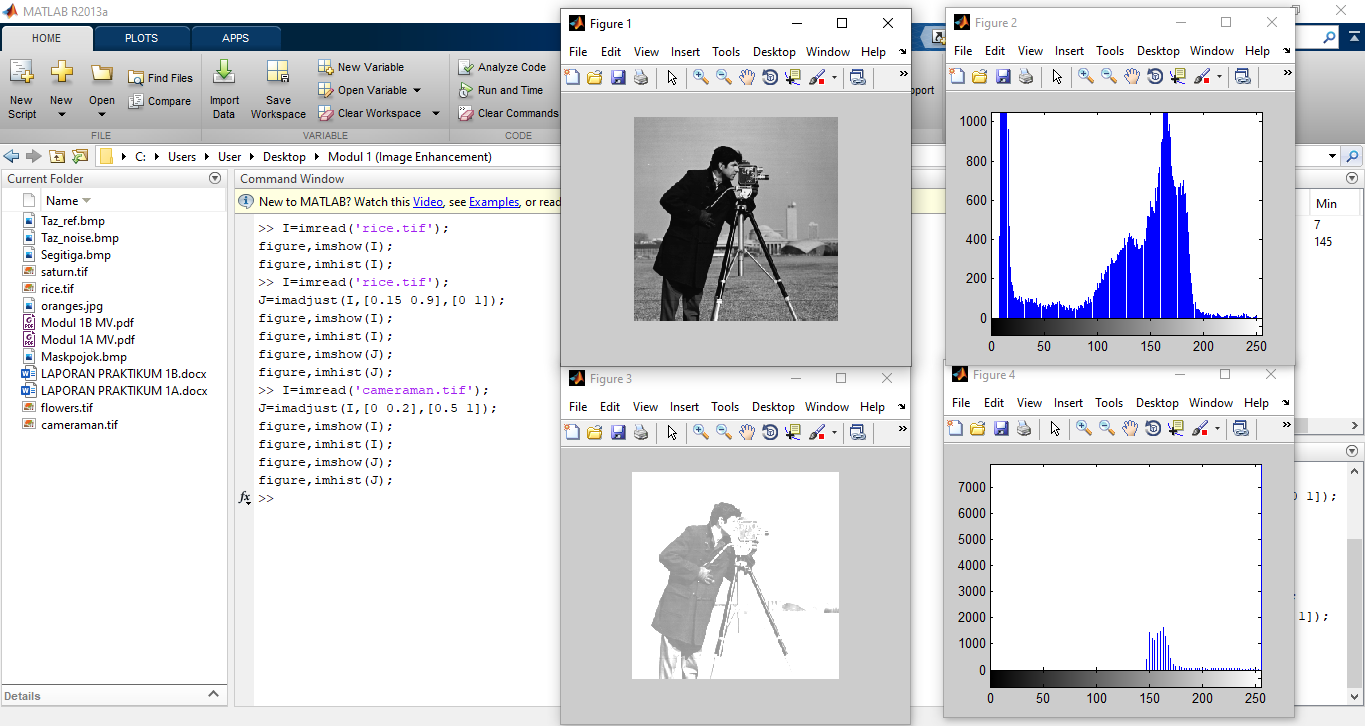 MATLAB R2013a
HOME PLOTS APPS
New Script
New
Open
Find Files
Compare
Import Data
Save Workspace
New Variable
Open Variable
Clear Workspace
Analyze Code
Run and Time
Clear Commands
FILE VARIABLE CODE
C: Users User Desktop Modul 1 (Image Enhancement)
Current Folder
Name
Taz_ref.bmp
Taz_noise.bmp
Segitiga.bmp
saturn.tif
rice.tif
oranges.jpg
Modul 1B MV.pdf
Modul 1A MV.pdf
Maskpojok.bmp
LAPORAN PRAKTIKUM 1B.docx
LAPORAN PRAKTIKUM 1A.docx
flowers.tif
cameraman.tif
Details
Command Window
New to MATLAB? Watch this Video, see Examples, or read
>> I=imread('rice.tif');
figure,imshow(I);
figure,imhist(I);
>> I=imread('rice.tif');
J=imadjust(I,[0.15 0.9],[0 1]);
figure,imshow(I);
figure,imhist(I);
figure,imshow(J);
figure,imhist(J);
>> I=imread('cameraman.tif');
J=imadjust(I,[0 0.2],[0.5 1]);
figure,imshow(I);
figure,imhist(I);
figure,imshow(J);
figure,imhist(J);
fx >>
Figure 1
File Edit View Insert Tools Desktop Window Help
Figure 2
File Edit View Insert Tools Desktop Window Help
1000
800
600
400
200
0
0 50 100 150 200 250
Figure 3
File Edit View Insert Tools Desktop Window Help
Figure 4
File Edit View Insert Tools Desktop Window Help
7000
6000
5000
4000
3000
2000
1000
0
0 50 100 150 200 250
port
Min
7
145
0 1]);
1]);